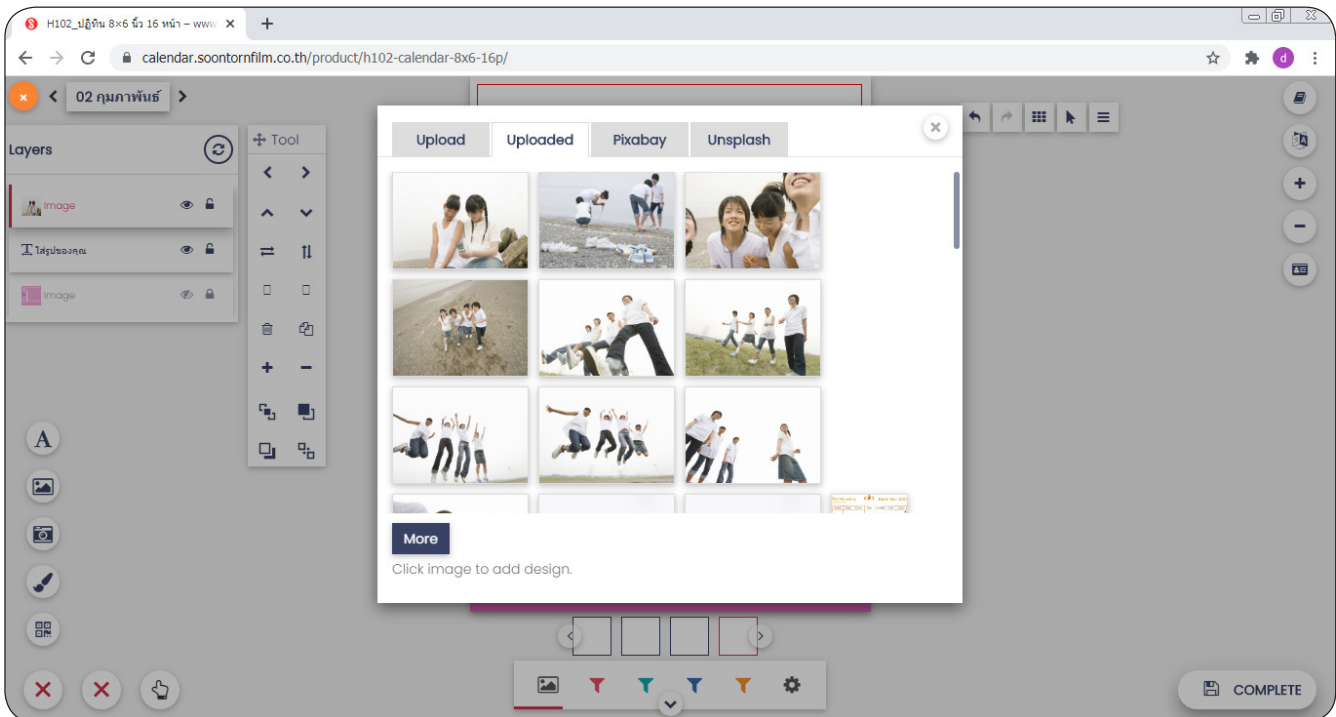 H102_ปฏิทิน 8×6 นิ้ว 16 หน้า – www
calendar.soontornfilm.co.th/product/h102-calendar-8x6-16p/
d
02 กุมภาพันธ์
Layers
Tool
Image
ใส่รูปของคุณ
Image
Upload
Uploaded
Pixabay
Unsplash
More
Click image to add design.
A
COMPLETE